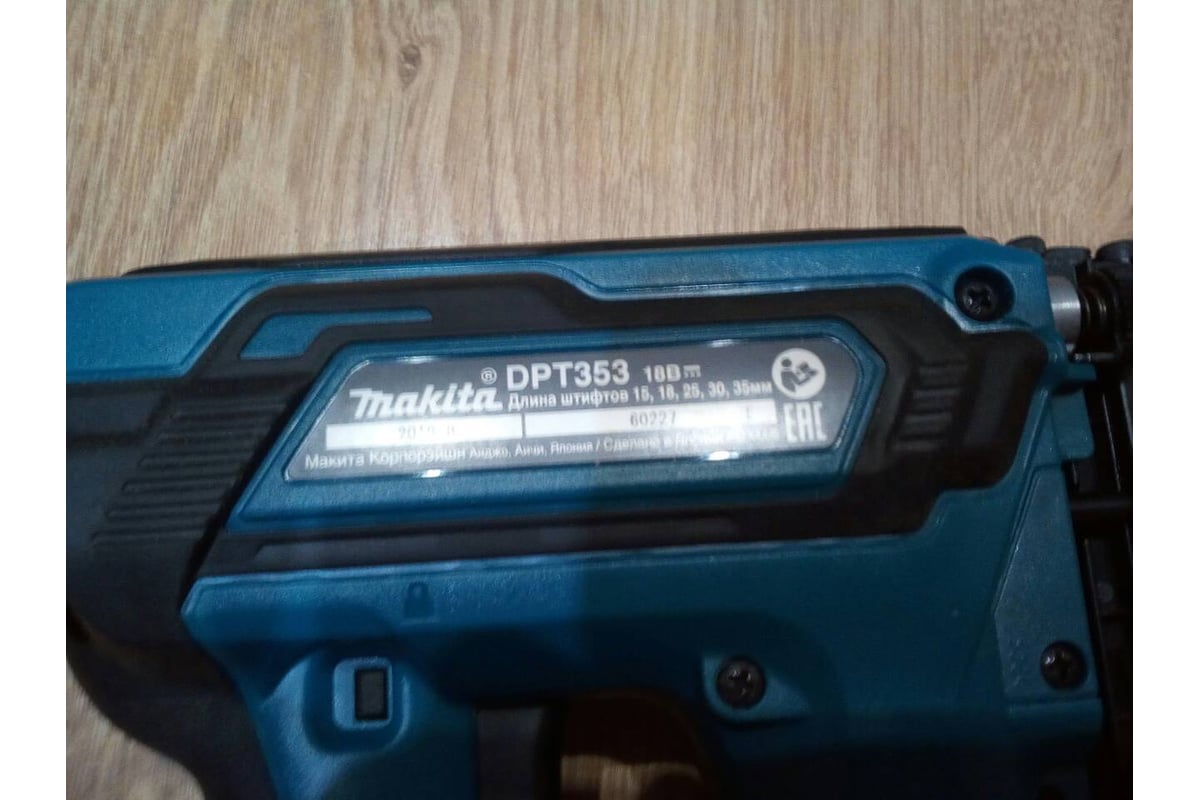 makita
DPT353 18В
Длина штифтов 15, 18, 25, 30, 35мм
60227
EAC
Макита Корпорэйшн Анджо, Аичи, Япония / Сделано в